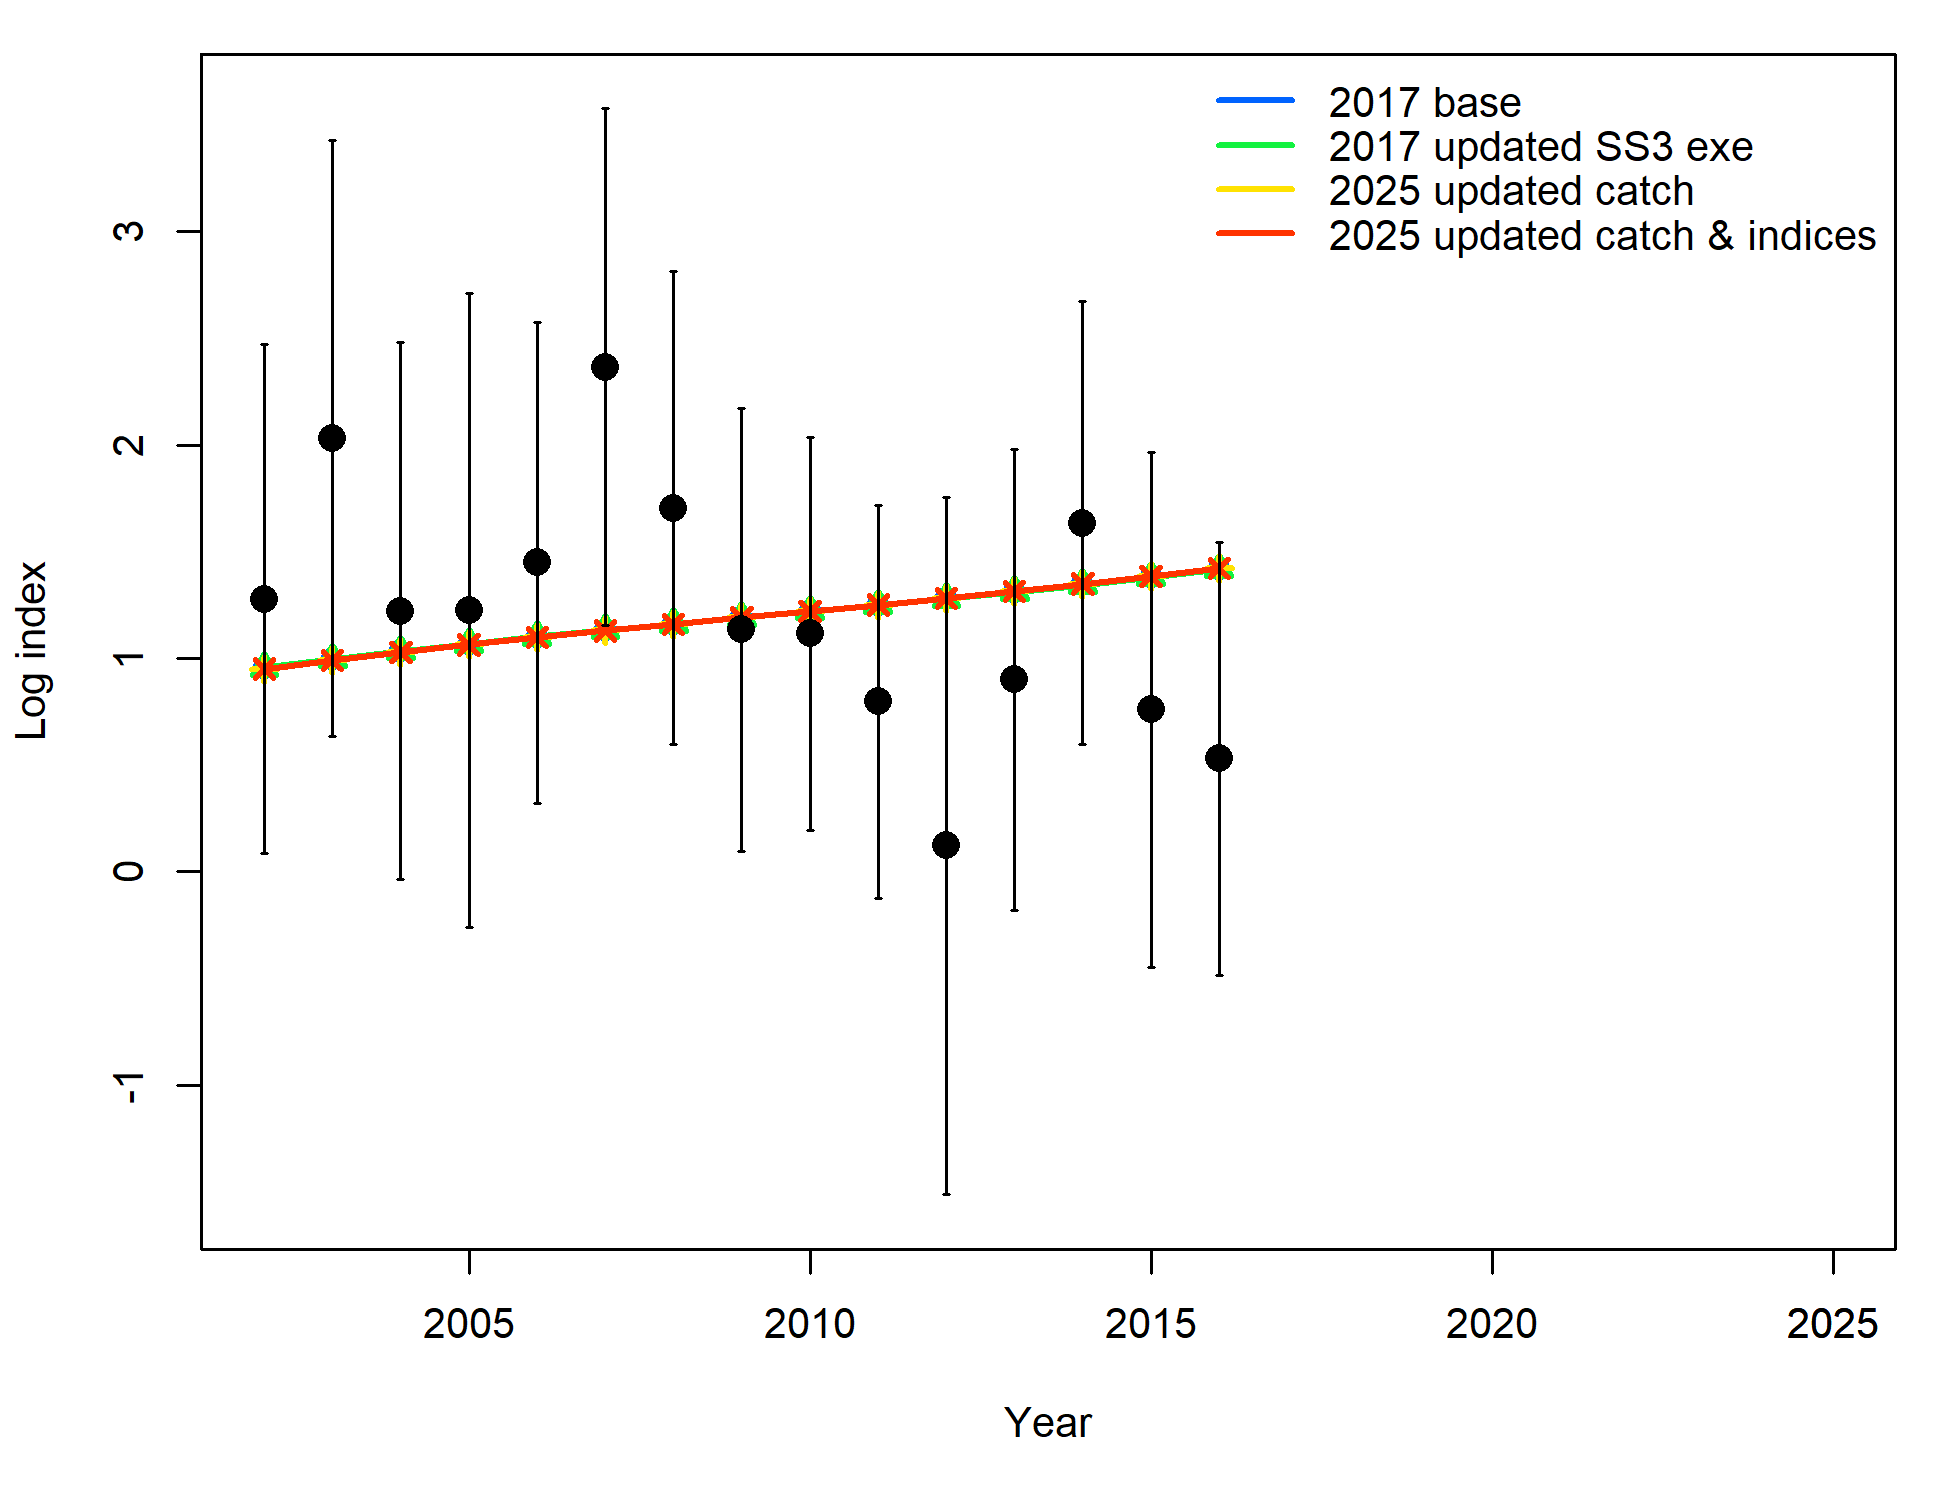 2017 base
2017 updated SS3 exe
2025 updated catch
2025 updated catch & indices
3
2
1
0
-1
Log index
2005 2010 2015 2020 2025
Year